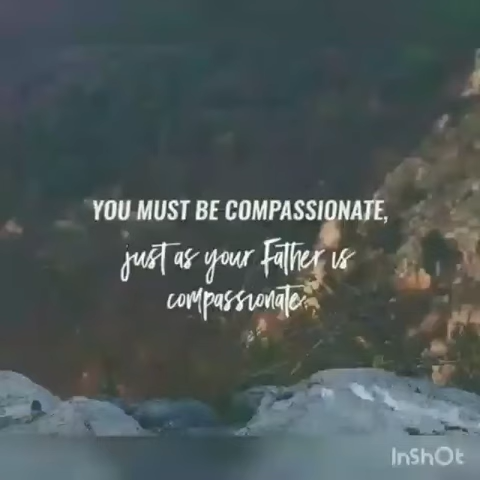 YOU MUST BE COMPASSIONATE,
just as your Father is
compassionate.
InShOt